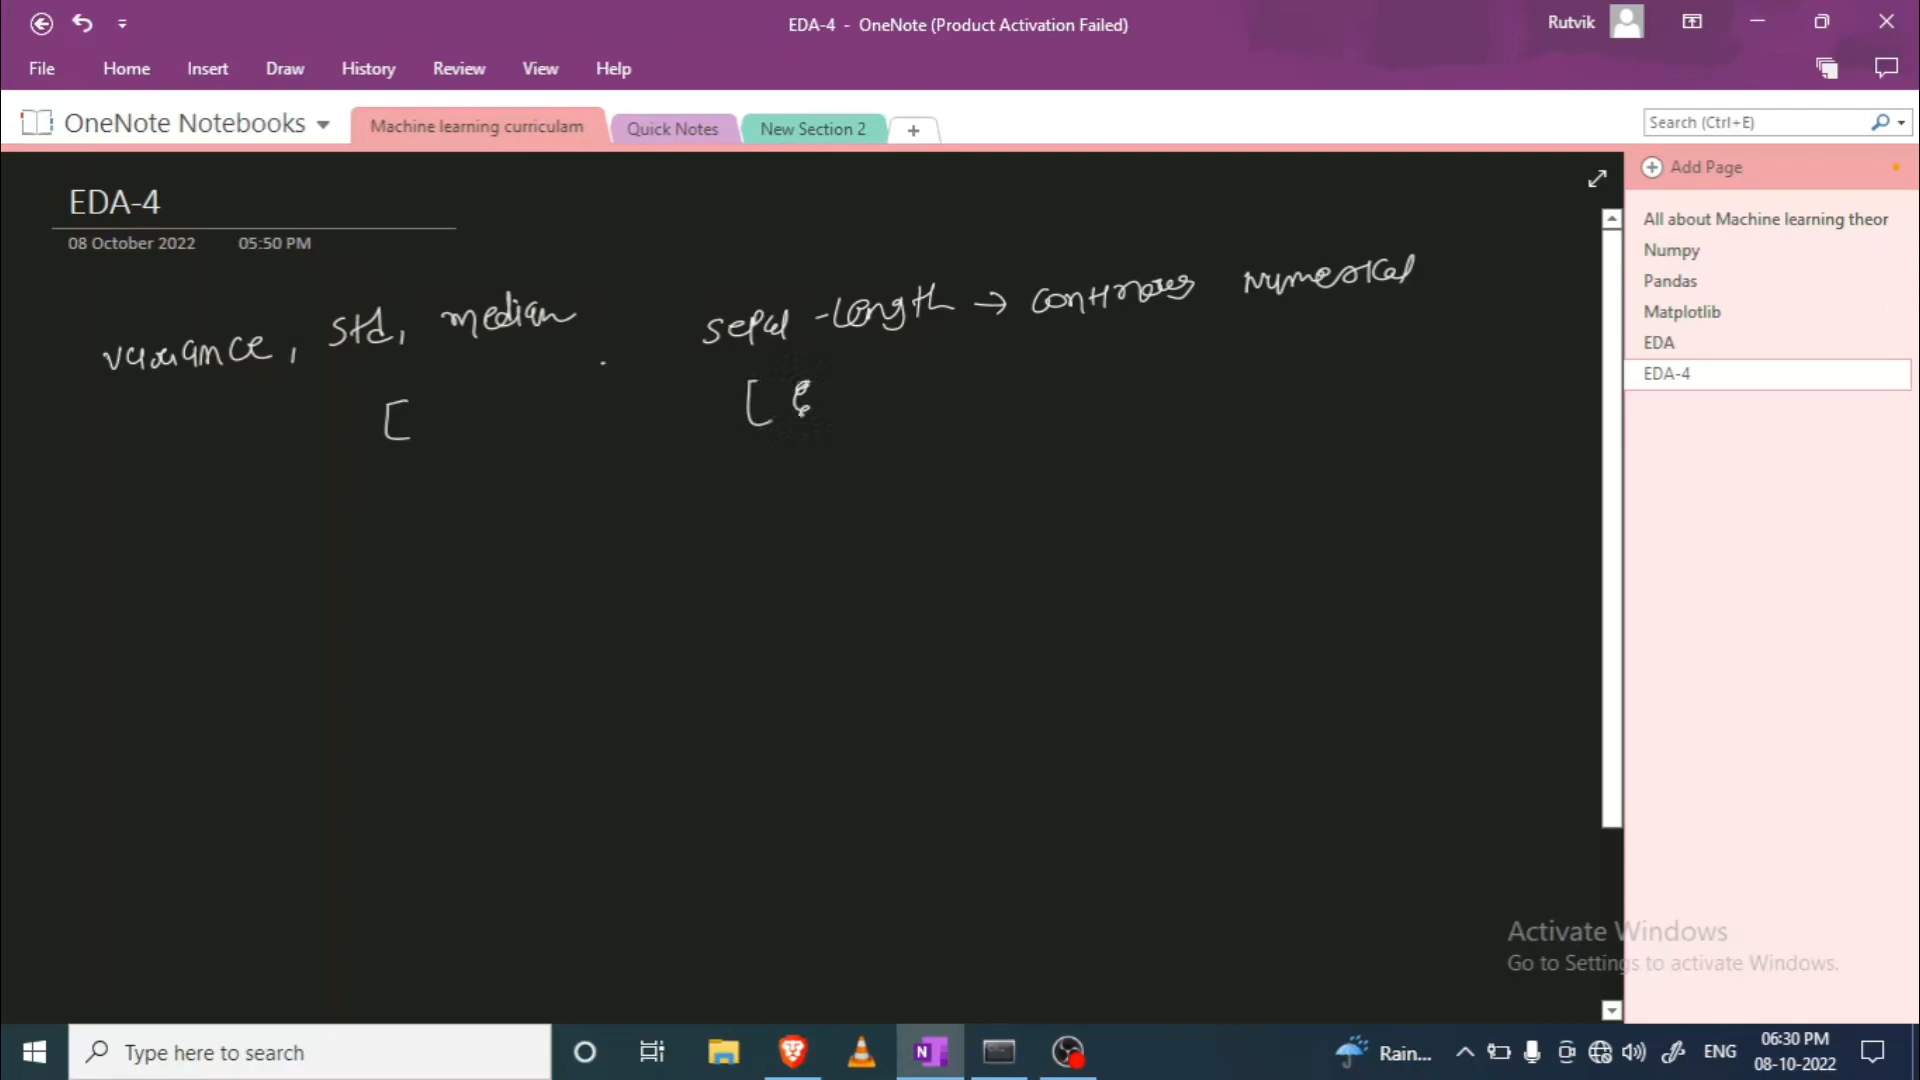 EDA-4 - OneNote (Product Activation Failed)
Rutvik
File Home Insert Draw History Review View Help
OneNote Notebooks
Machine learning curriculam
Quick Notes
New Section 2
Search (Ctrl+E)
EDA-4
08 October 2022 05:50 PM
variance, std, median
sepal -length → continoues numerical
[
[
Add Page
All about Machine learning theor
Numpy
Pandas
Matplotlib
EDA
EDA-4
Activate Windows
Go to Settings to activate Windows.
Type here to search
Rain...
ENG
06:30 PM
08-10-2022